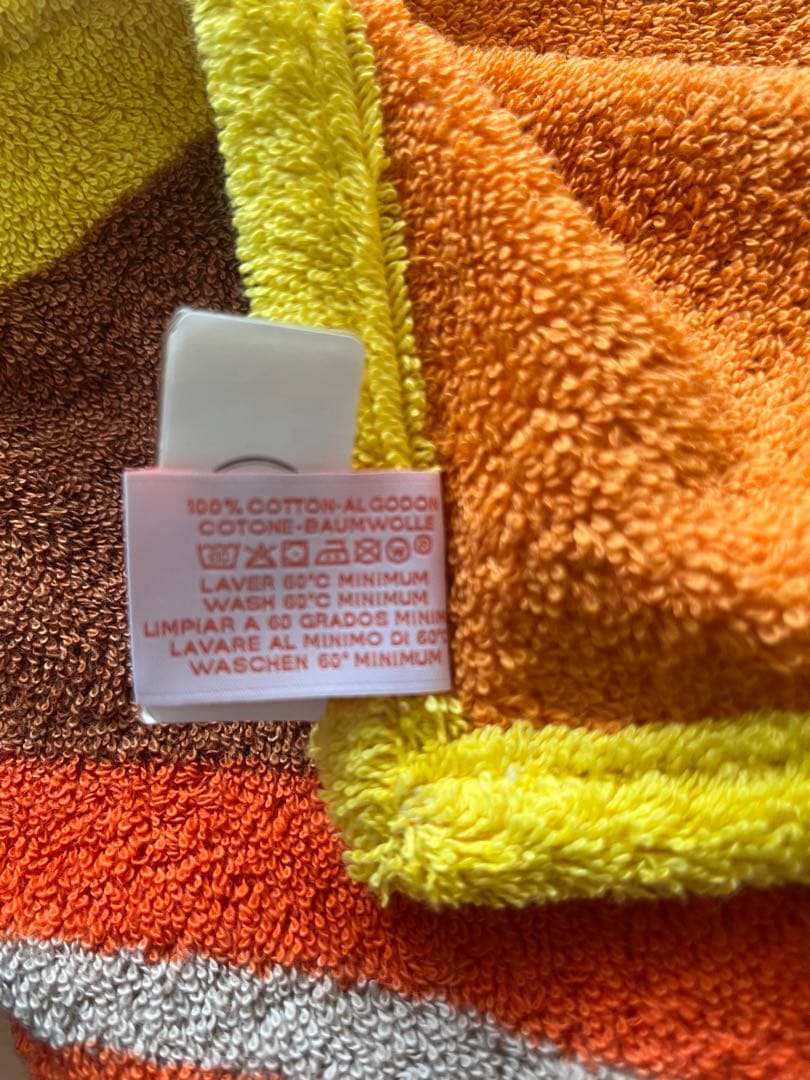 100% COTTON-ALGODON
COTONE-BAUMWOLLE
LAVER 60°C MINIMUM
WASH 60°C MINIMUM
LIMPIAR A 60 GRADOS MINIM
LAVARE AL MINIMO DI 60°C
WASCHEN 60° MINIMUM